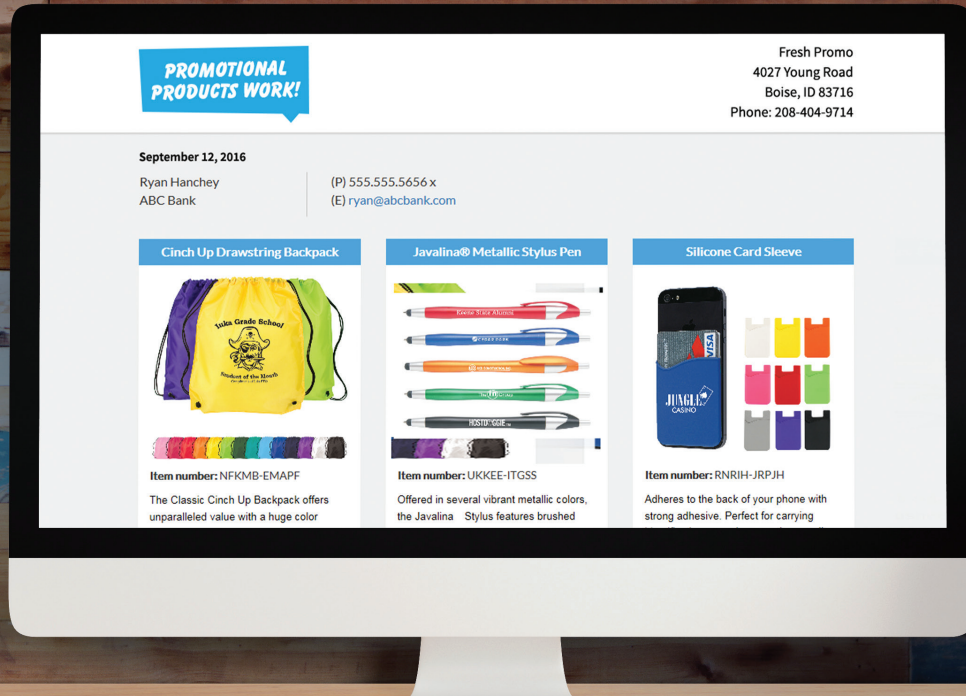 PROMOTIONAL
PRODUCTS WORK!
Fresh Promo
4027 Young Road
Boise, ID 83716
Phone: 208-404-9714
September 12, 2016
Ryan Hanchey
ABC Bank
(P) 555.555.5656 x
(E) ryan@abcbank.com
Cinch Up Drawstring Backpack
Iuka Grade School
Student of the Month
Item number: NFKMB-EMAPF
The Classic Cinch Up Backpack offers
unparalleled value with a huge color
Javalina® Metallic Stylus Pen
Keene State Alumni
HOSTDOGGIE
Item number: UKKEE-ITGSS
Offered in several vibrant metallic colors,
the Javalina Stylus features brushed
Silicone Card Sleeve
VISA
JUNGLE
CASINO
Item number: RNRIH-JRPJH
Adheres to the back of your phone with
strong adhesive. Perfect for carrying